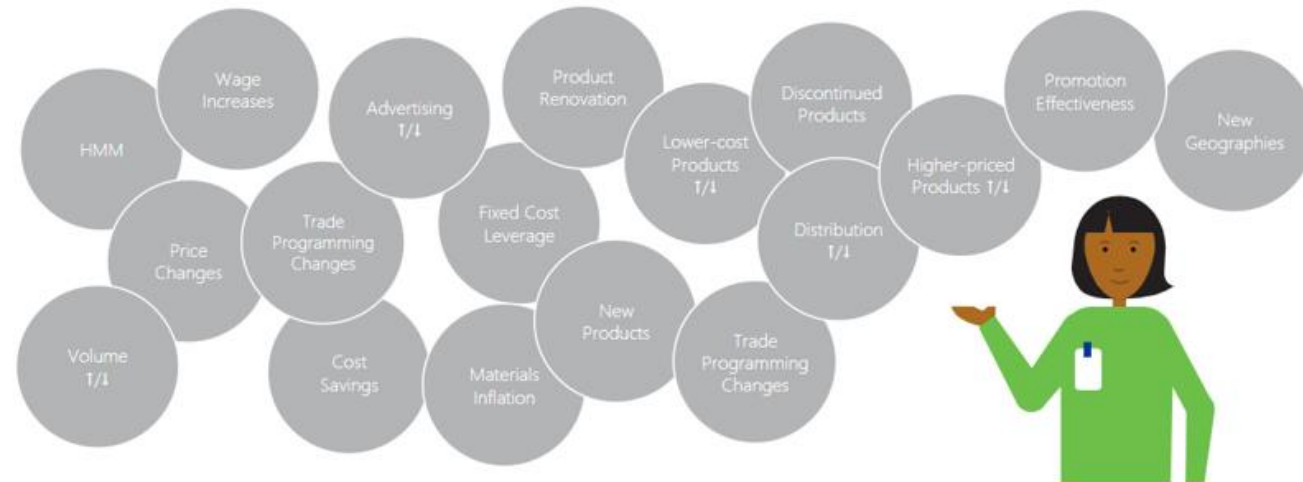 HMM
Wage
Increases
Advertising
↑/↓
Product
Renovation
Lower-cost
Products
↑/↓
Discontinued
Products
Higher-priced
Products ↑/↓
Promotion
Effectiveness
New
Geographies
Price
Changes
Trade
Programming
Changes
Fixed Cost
Leverage
Distribution
↑/↓
Volume
↑/↓
Cost
Savings
Materials
Inflation
New
Products
Trade
Programming
Changes